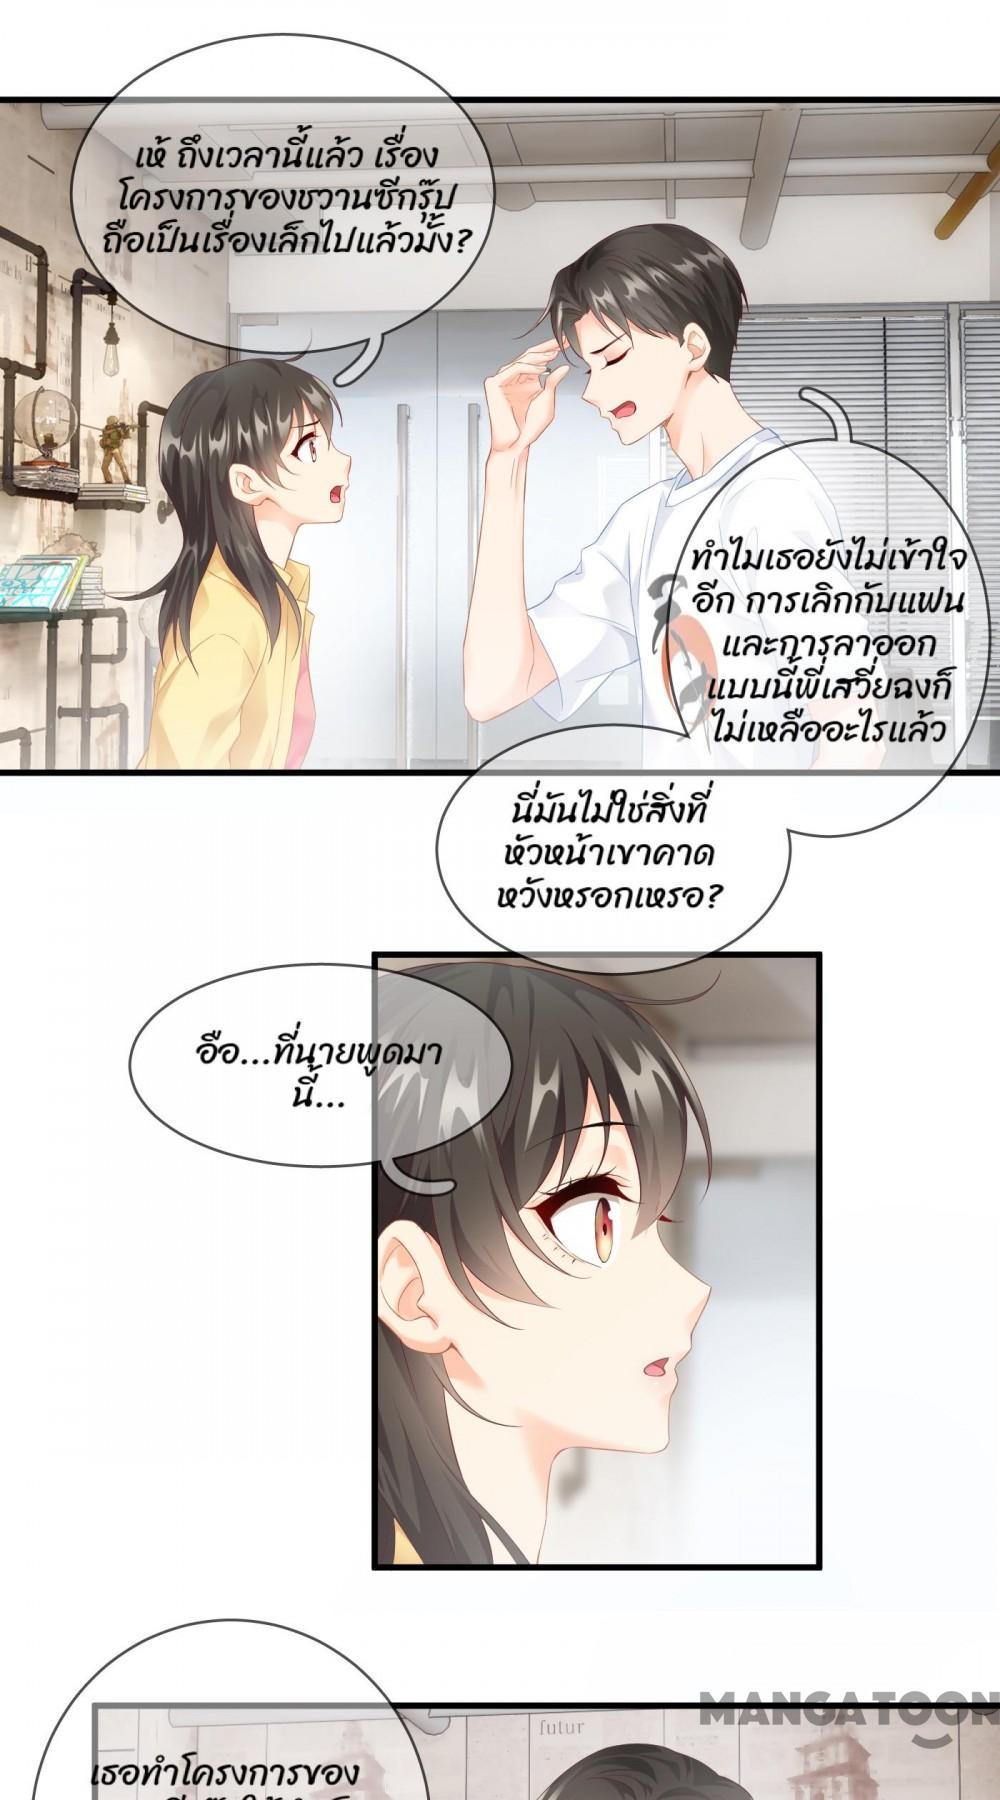 เห้ ถึงเวลานี้แล้ว เรื่อง
โครงการของชวานซีกรุ๊ป
ถือเป็นเรื่องเล็กไปแล้วมั้ง?
ทำไมเธอยังไม่เข้าใจ
อีก การเลิกกับแฟน
และการลาออก
แบบนี้พี่เสวี่ยฉงก็
ไม่เหลืออะไรแล้ว
นี่มันไม่ใช่สิ่งที่
หัวหน้าเขาคาด
หวังหรอกเหรอ?
อือ...ที่นายพูดมา
นี้...
MANGATOON
futur
เธอทำโครงการของ